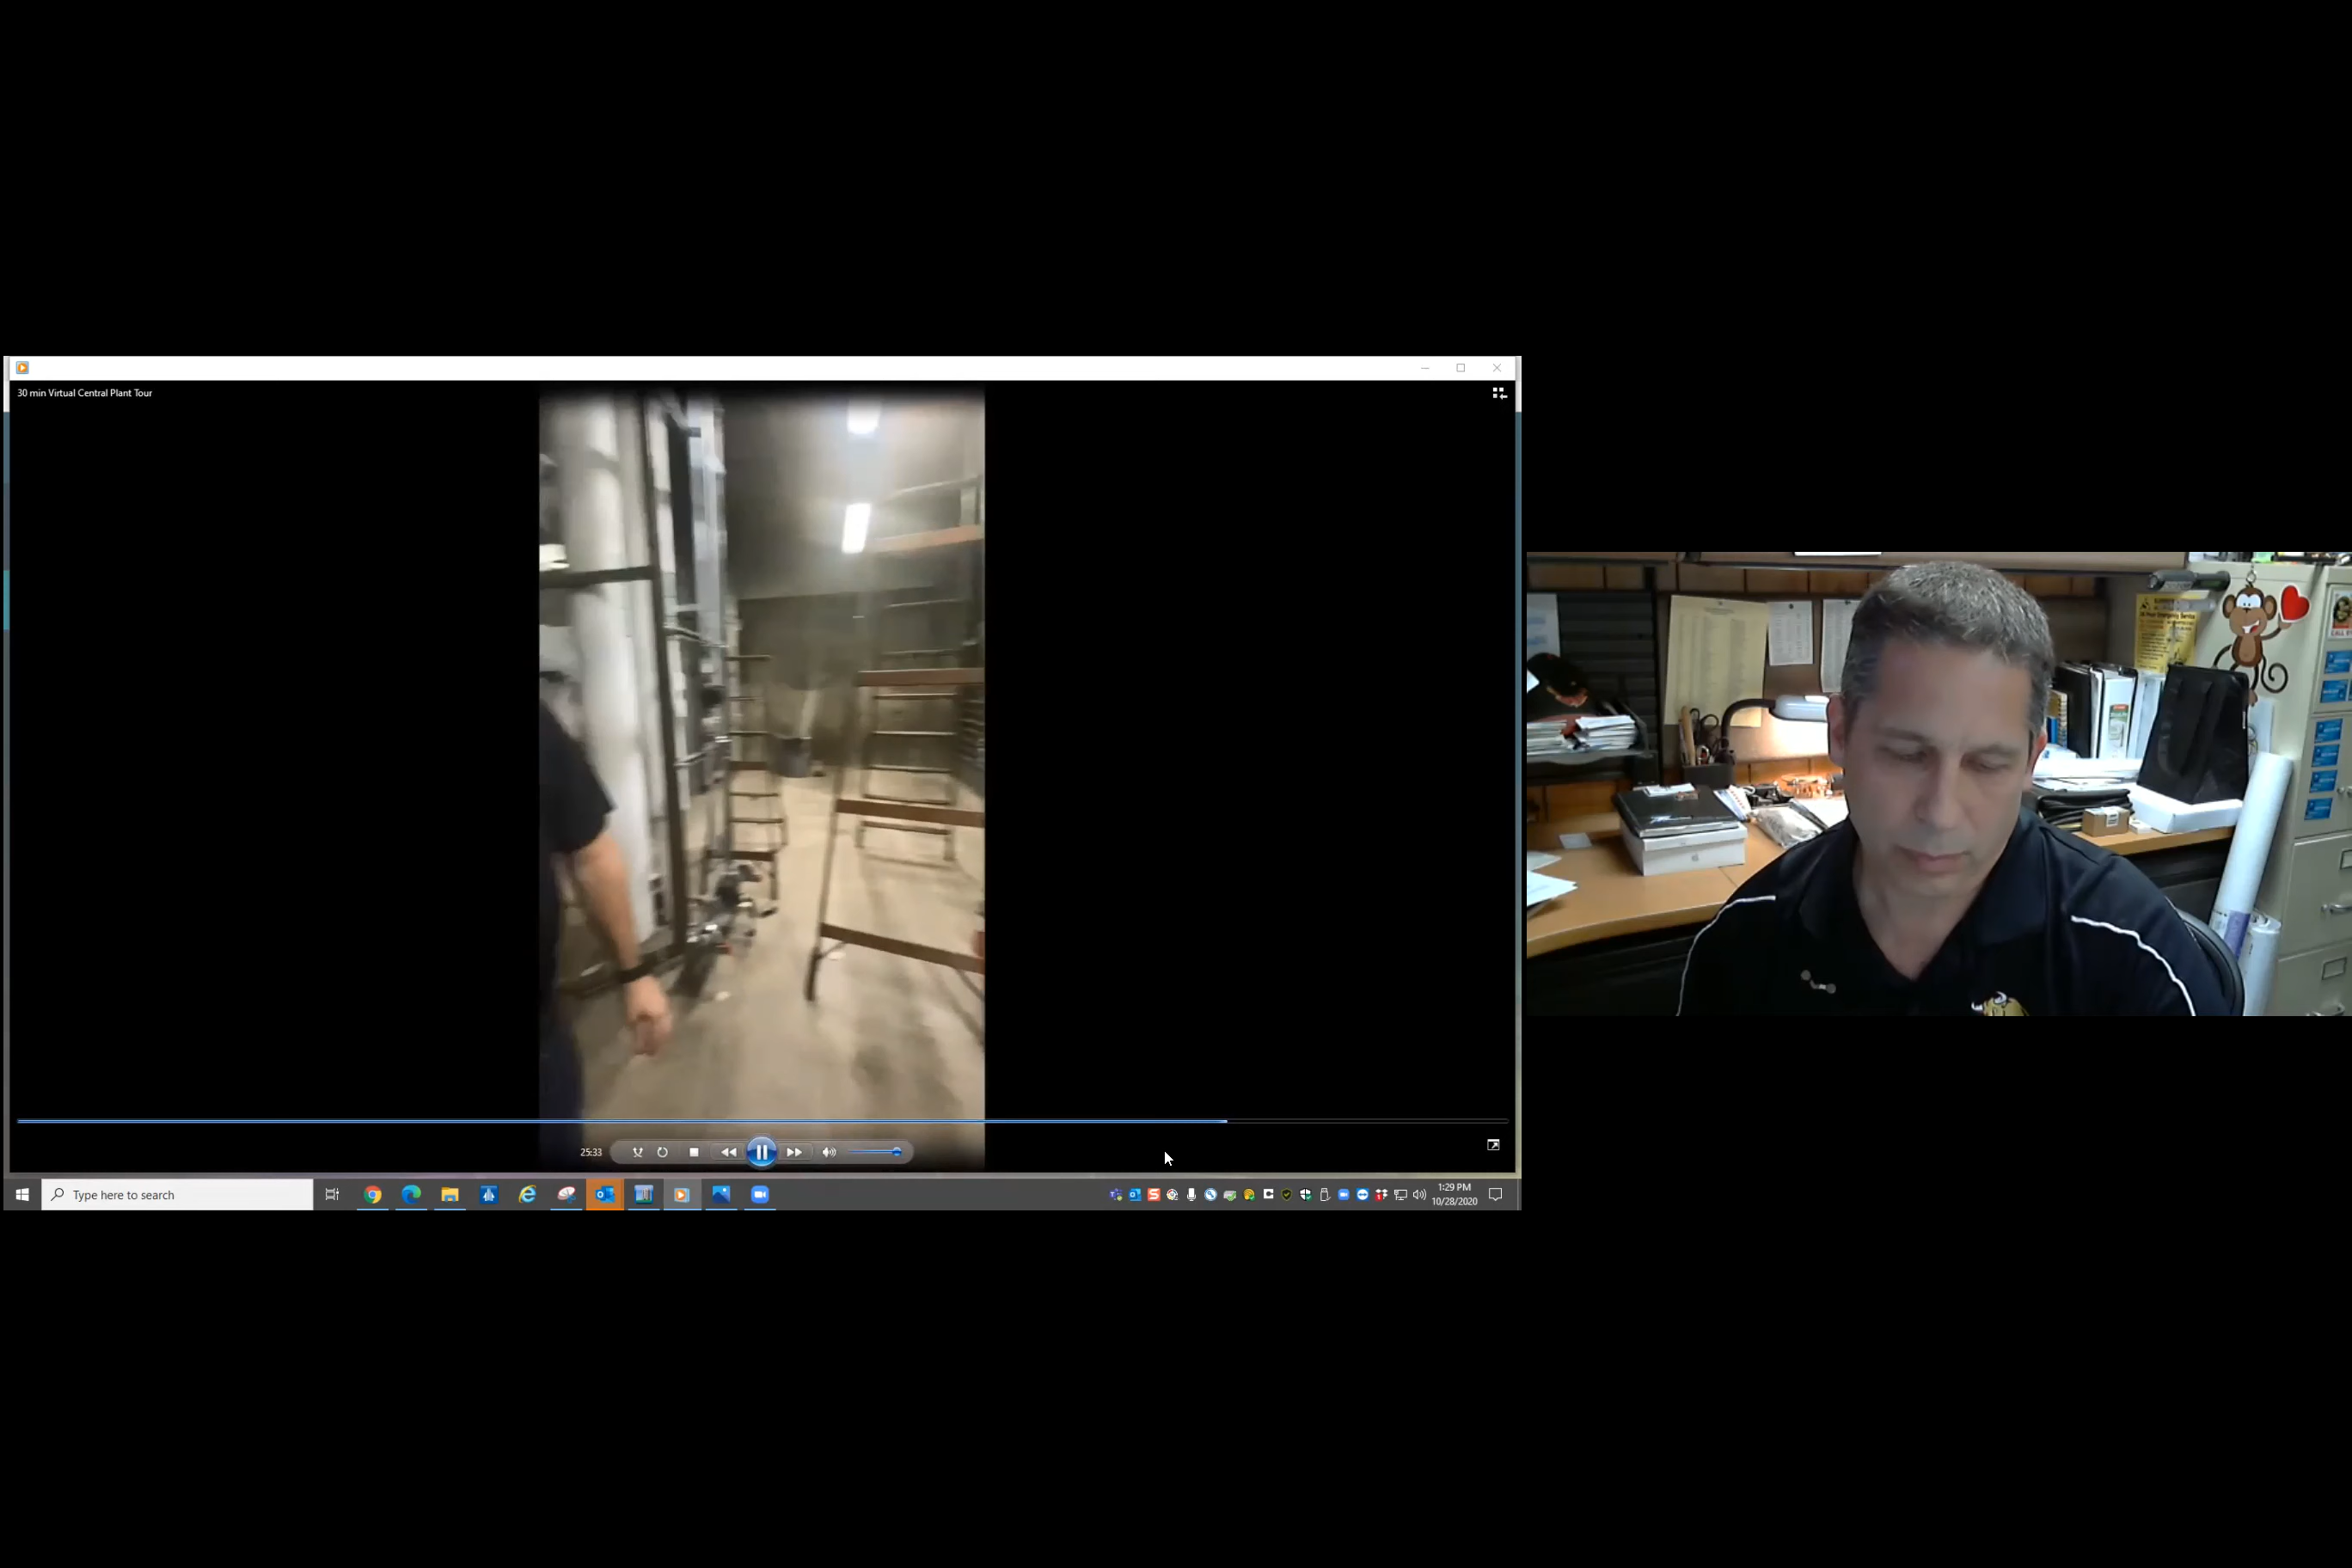 30 min Virtual Central Plant Tour
25:33
Type here to search
1:29 PM
10/28/2020